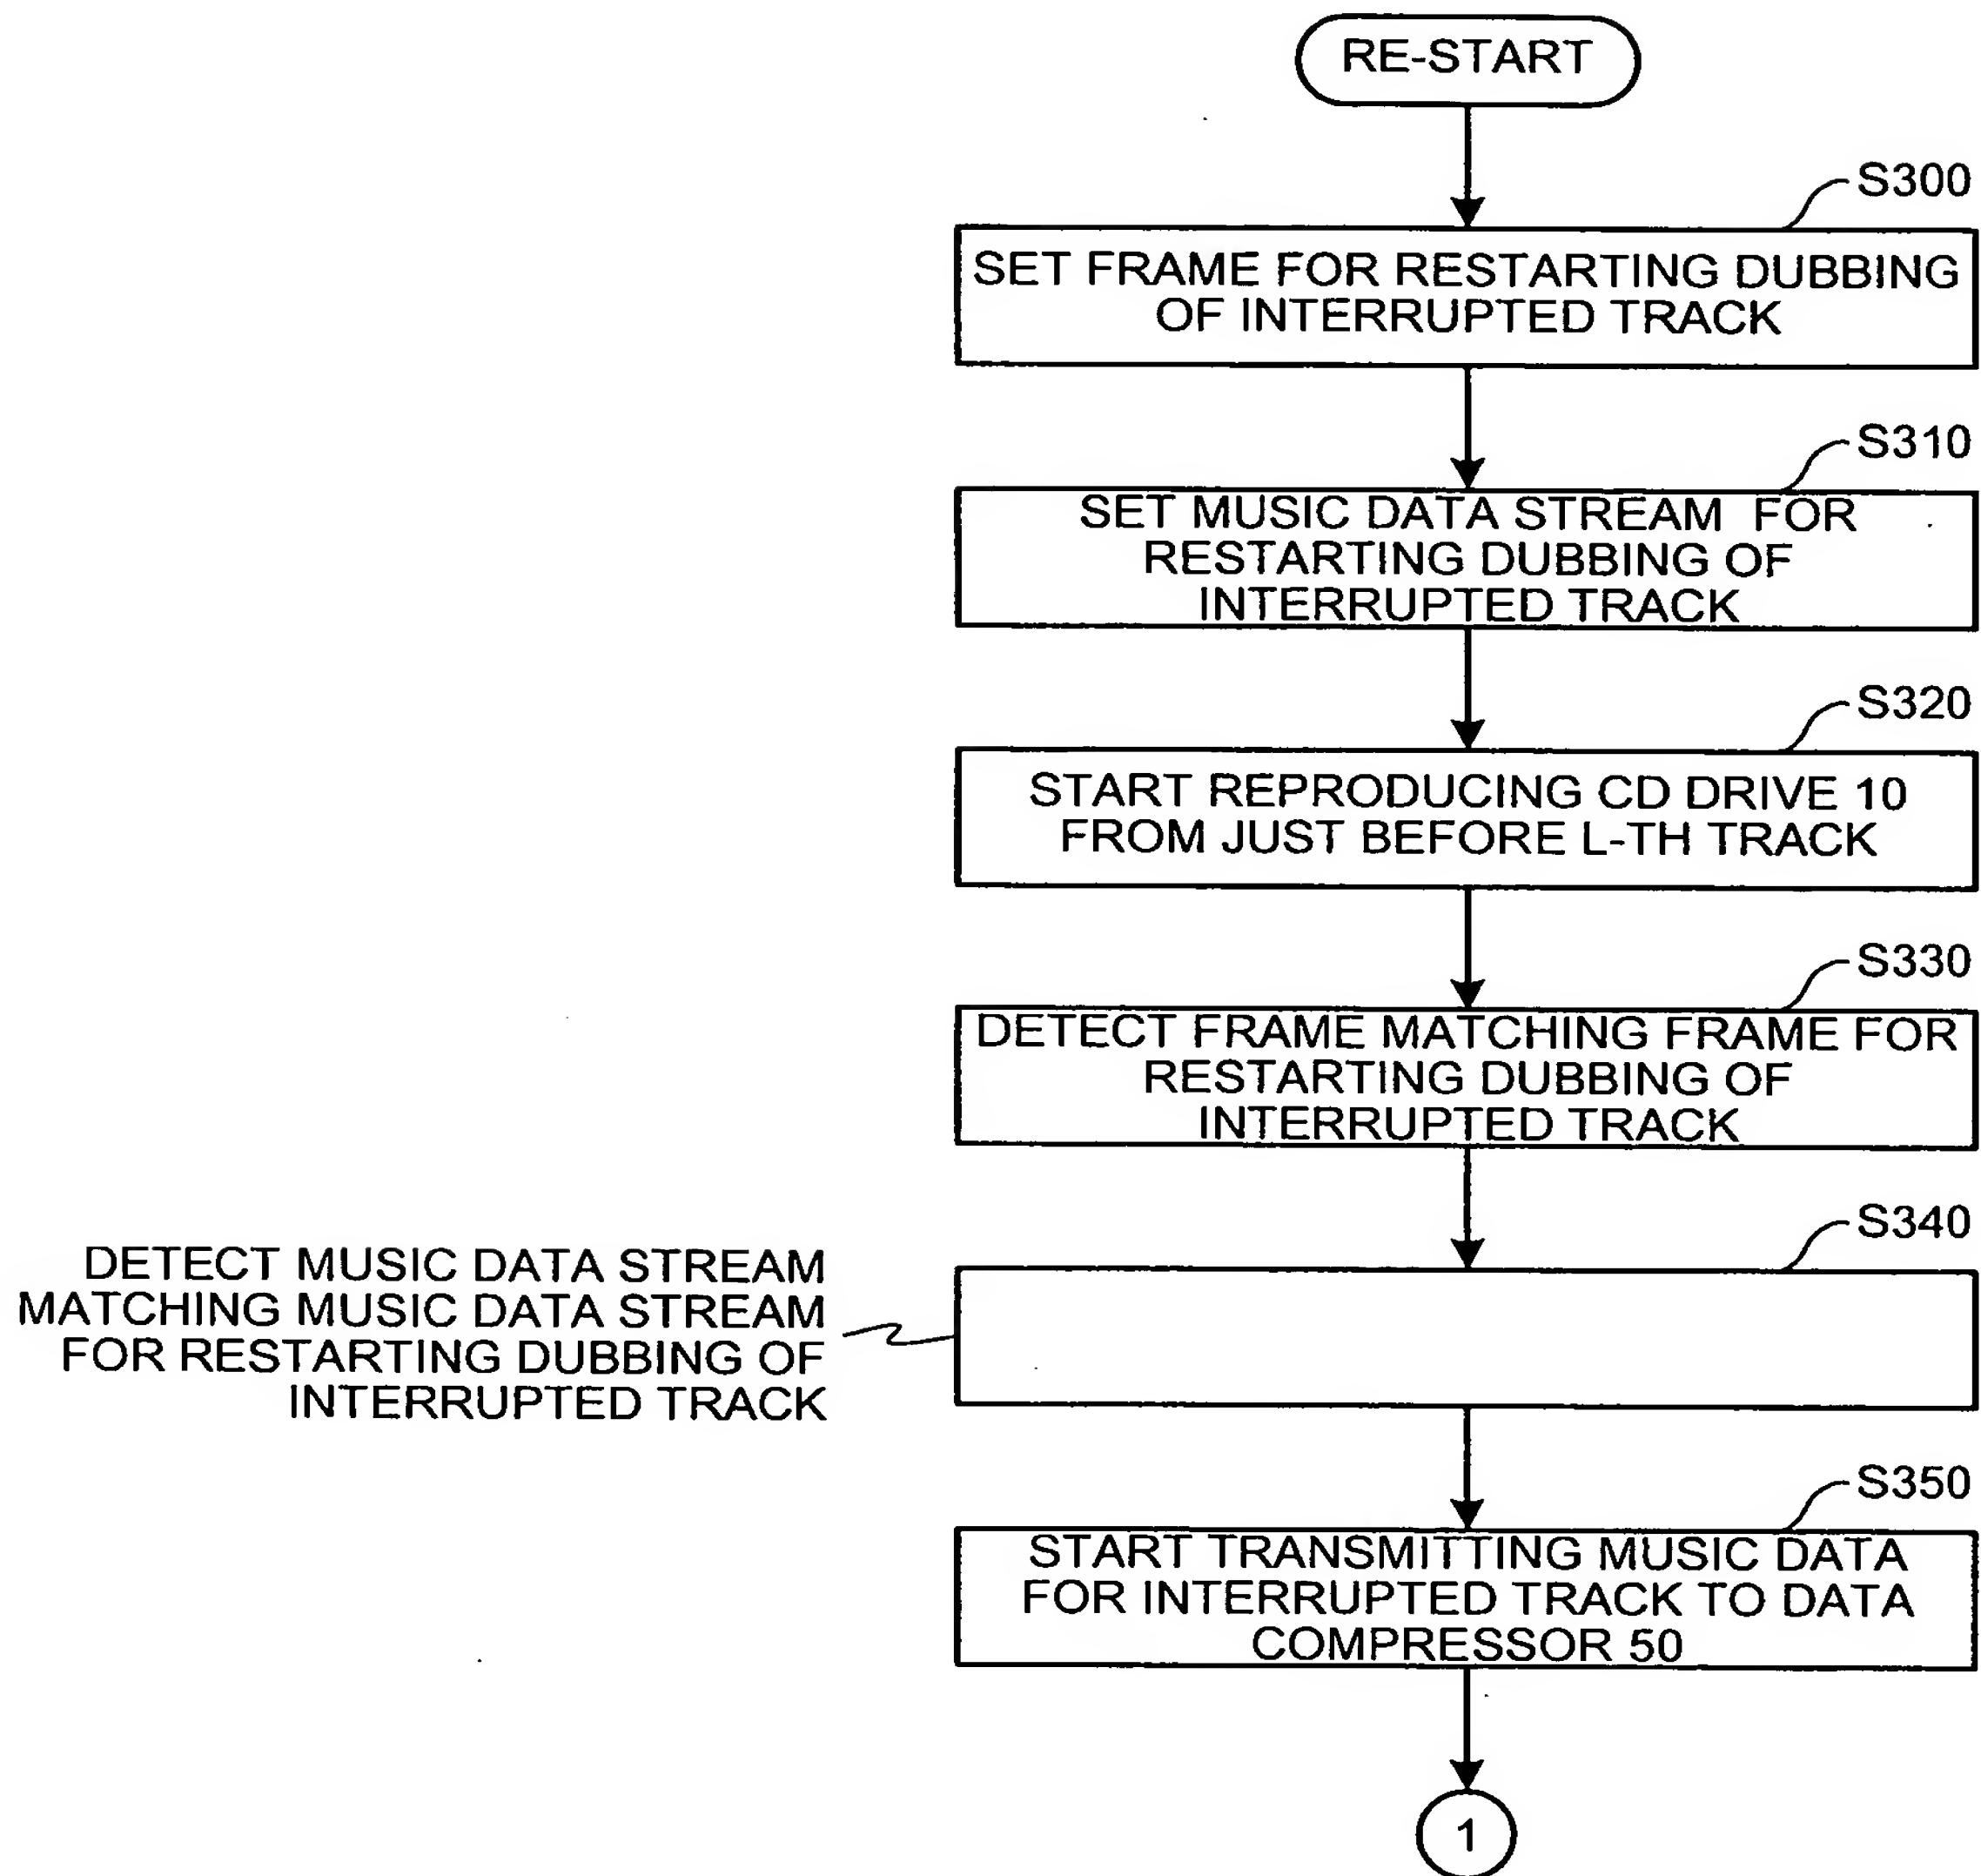 RE-START
S300
SET FRAME FOR RESTARTING DUBBING
OF INTERRUPTED TRACK
S310
SET MUSIC DATA STREAM FOR
RESTARTING DUBBING OF
INTERRUPTED TRACK
S320
START REPRODUCING CD DRIVE 10
FROM JUST BEFORE L-TH TRACK
S330
DETECT FRAME MATCHING FRAME FOR
RESTARTING DUBBING OF
INTERRUPTED TRACK
S340
DETECT MUSIC DATA STREAM
MATCHING MUSIC DATA STREAM
FOR RESTARTING DUBBING OF
INTERRUPTED TRACK
S350
START TRANSMITTING MUSIC DATA
FOR INTERRUPTED TRACK TO DATA
COMPRESSOR 50
1